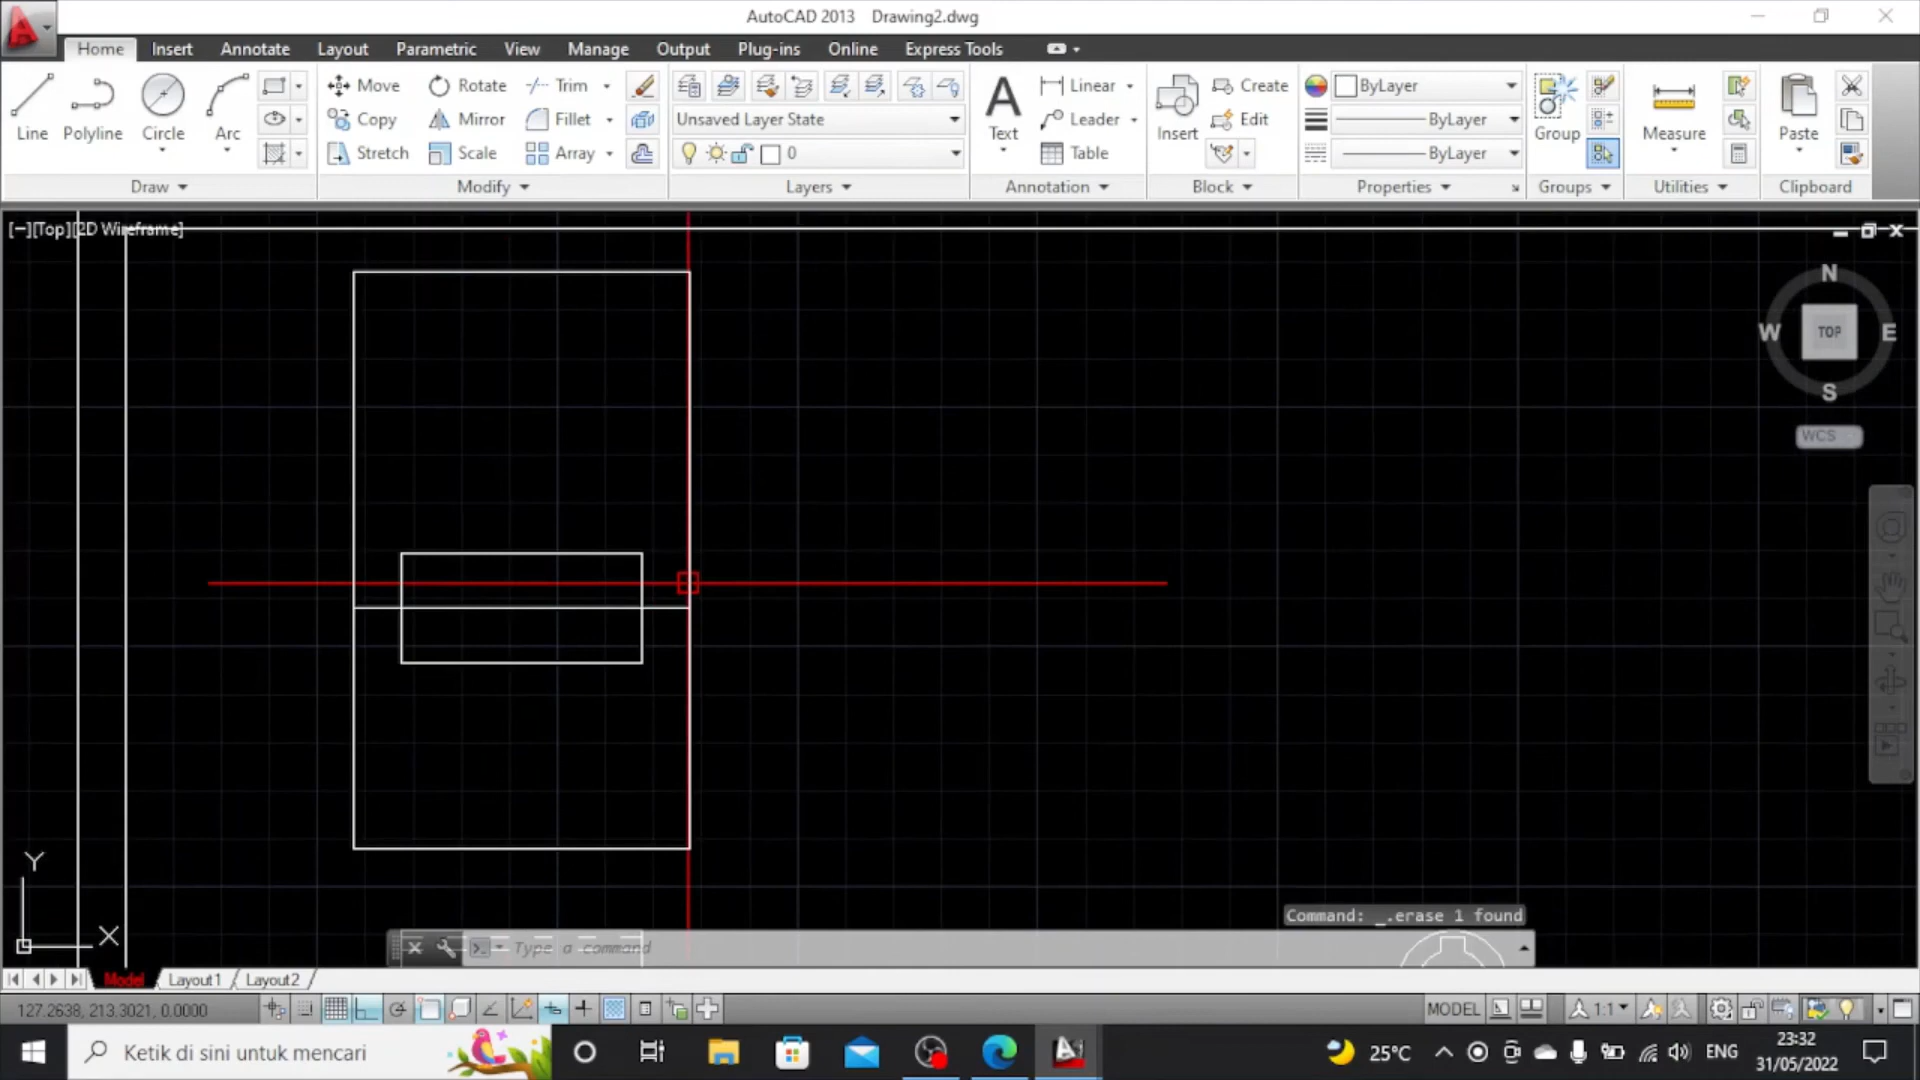 AutoCAD 2013 Drawing2.dwg
Home Insert Annotate Layout Parametric View Manage Output Plug-ins Online Express Tools
Line Polyline Circle Arc
Move Rotate Trim
Copy Mirror Fillet
Stretch Scale Array
Unsaved Layer State
0
Text
Linear
Leader
Table
Insert
Create
Edit
ByLayer
ByLayer
ByLayer
Group
Measure
Paste
Draw Modify Layers Annotation Block Properties Groups Utilities Clipboard
[−][Top][2D Wireframe]
N
W TOP E
S
WCS
Y
X
Command: _.erase 1 found
Type a command
Model Layout1 Layout2
127.2638, 213.3021, 0.0000
MODEL
1:1
Ketik di sini untuk mencari
25°C
ENG
23:32
31/05/2022